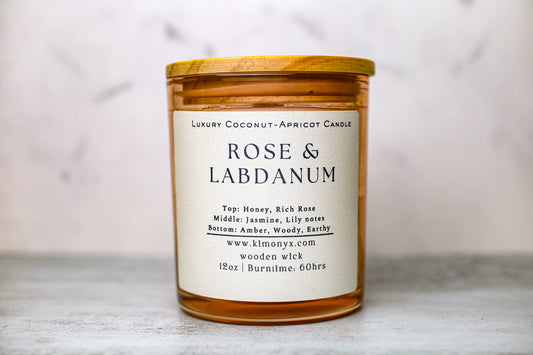 Luxury Coconut-Apricot Candle
ROSE &
LABDANUM
Top: Honey, Rich Rose
Middle: Jasmine, Lily notes
Bottom: Amber, Woody, Earthy
www.klmonyx.com
wooden wick
12oz | Burntime: 60hrs